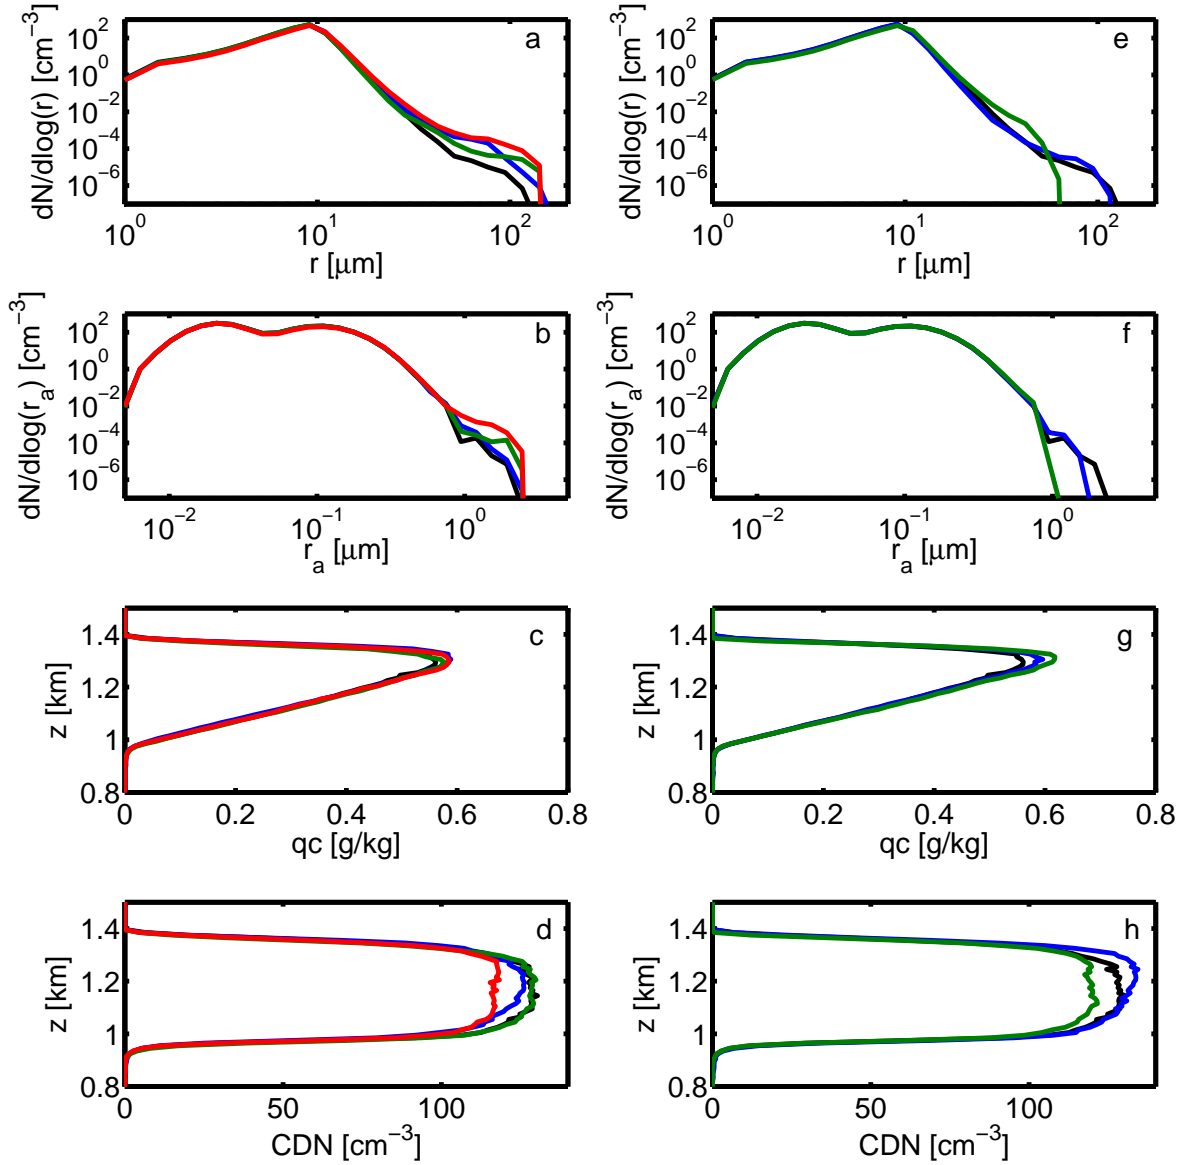 a
dN/dlog(r) [cm⁻³]
10² 10⁰ 10⁻² 10⁻⁴ 10⁻⁶
10⁰ 10¹ 10²
r [μm]
e
dN/dlog(r) [cm⁻³]
10² 10⁰ 10⁻² 10⁻⁴ 10⁻⁶
10⁰ 10¹ 10²
r [μm]
b
dN/dlog(rₐ) [cm⁻³]
10² 10⁰ 10⁻² 10⁻⁴ 10⁻⁶
10⁻² 10⁻¹ 10⁰
rₐ [μm]
f
dN/dlog(rₐ) [cm⁻³]
10² 10⁰ 10⁻² 10⁻⁴ 10⁻⁶
10⁻² 10⁻¹ 10⁰
rₐ [μm]
c
z [km]
1.4 1.2 1 0.8
0 0.2 0.4 0.6 0.8
qc [g/kg]
g
z [km]
1.4 1.2 1 0.8
0 0.2 0.4 0.6 0.8
qc [g/kg]
d
z [km]
1.4 1.2 1 0.8
0 50 100
CDN [cm⁻³]
h
z [km]
1.4 1.2 1 0.8
0 50 100
CDN [cm⁻³]